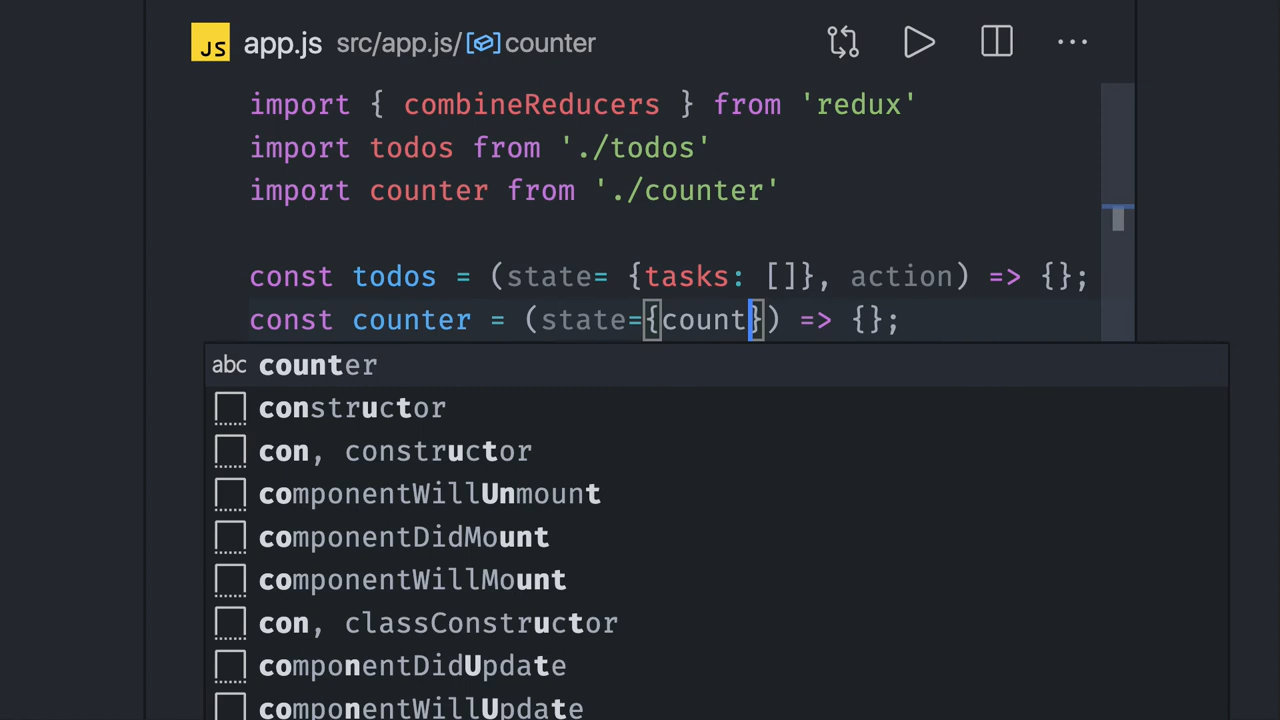 JS app.js src/app.js/counter
import { combineReducers } from 'redux'
import todos from './todos'
import counter from './counter'
const todos = (state= {tasks: []}, action) => {};
const counter = (state={count}) => {};
abc counter
constructor
con, constructor
componentWillUnmount
componentDidMount
componentWillMount
con, classConstructor
componentDidUpdate
componentWillUpdate